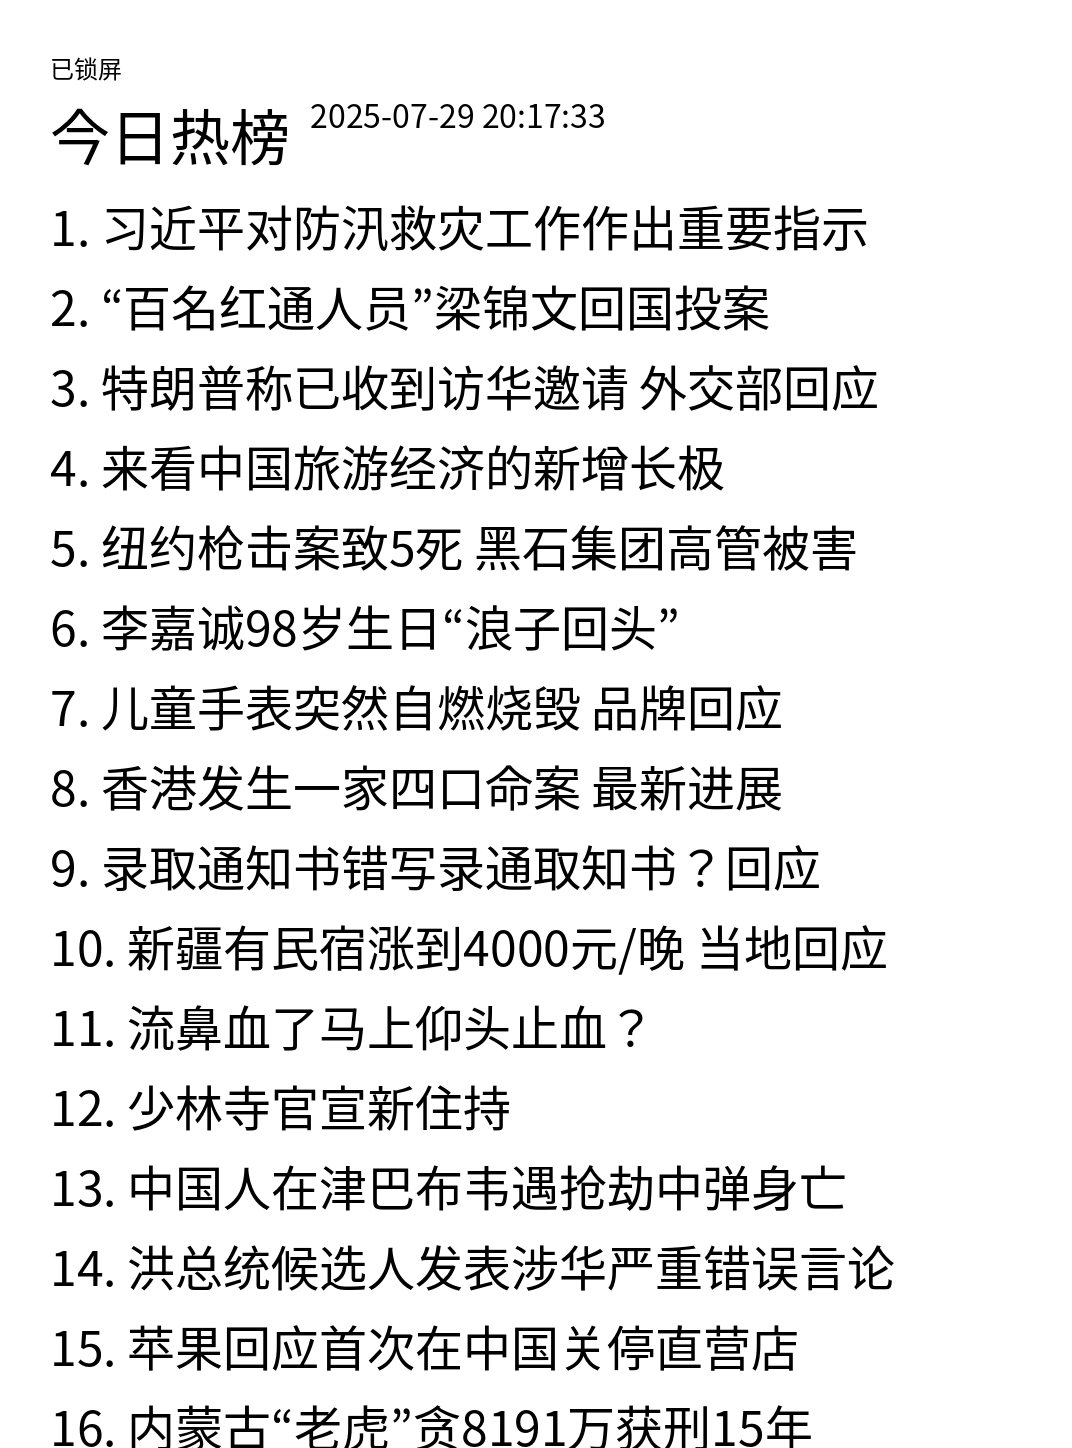 已锁屏
今日热榜 2025-07-29 20:17:33
1. 习近平对防汛救灾工作作出重要指示
2. “百名红通人员”梁锦文回国投案
3. 特朗普称已收到访华邀请 外交部回应
4. 来看中国旅游经济的新增长极
5. 纽约枪击案致5死 黑石集团高管被害
6. 李嘉诚98岁生日“浪子回头”
7. 儿童手表突然自燃烧毁 品牌回应
8. 香港发生一家四口命案 最新进展
9. 录取通知书错写录通取知书？回应
10. 新疆有民宿涨到4000元/晚 当地回应
11. 流鼻血了马上仰头止血？
12. 少林寺官宣新住持
13. 中国人在津巴布韦遇抢劫中弹身亡
14. 洪总统候选人发表涉华严重错误言论
15. 苹果回应首次在中国关停直营店
16. 内蒙古“老虎”贪8191万获刑15年